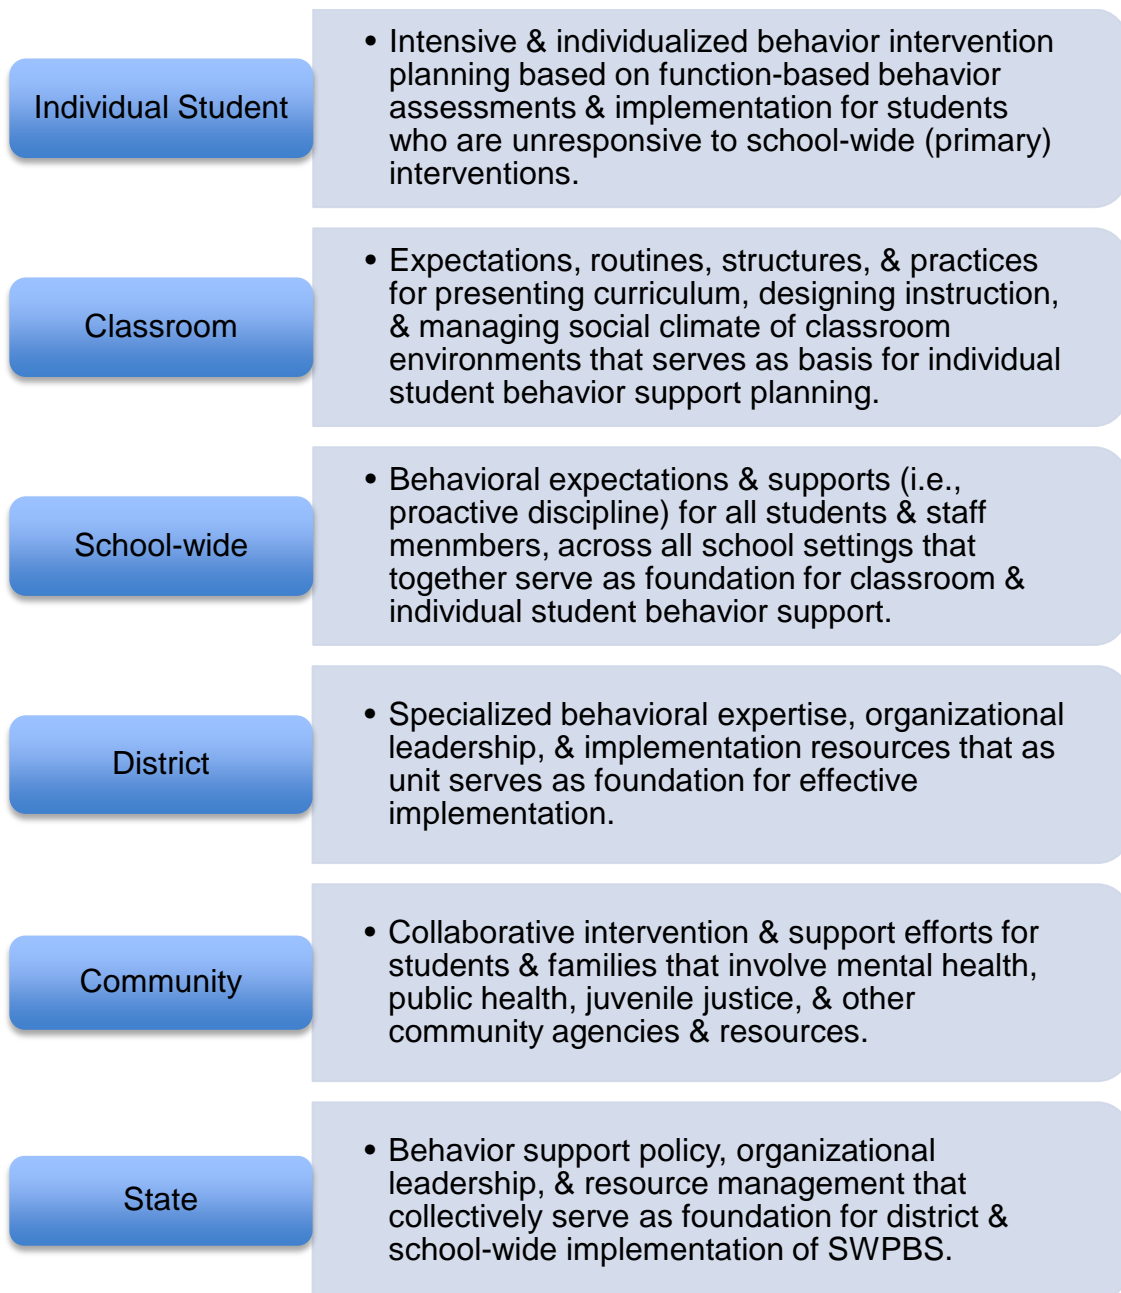 Individual Student
• Intensive & individualized behavior intervention
planning based on function-based behavior
assessments & implementation for students
who are unresponsive to school-wide (primary)
interventions.
Classroom
• Expectations, routines, structures, & practices
for presenting curriculum, designing instruction,
& managing social climate of classroom
environments that serves as basis for individual
student behavior support planning.
School-wide
• Behavioral expectations & supports (i.e.,
proactive discipline) for all students & staff
menmbers, across all school settings that
together serve as foundation for classroom &
individual student behavior support.
District
• Specialized behavioral expertise, organizational
leadership, & implementation resources that as
unit serves as foundation for effective
implementation.
Community
• Collaborative intervention & support efforts for
students & families that involve mental health,
public health, juvenile justice, & other
community agencies & resources.
State
• Behavior support policy, organizational
leadership, & resource management that
collectively serve as foundation for district &
school-wide implementation of SWPBS.